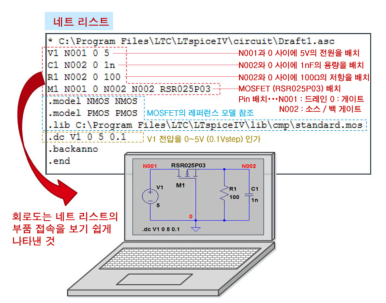 네트 리스트
* C:\Program Files\LTC\LTspiceIV\circuit\Draft1.asc
V1 N001 0 5 N001과 0 사이에 5V의 전원을 배치
C1 N002 0 1n N002와 0 사이에 1nF의 용량을 배치
R1 N002 0 100 N002와 0 사이에 100Ω의 저항을 배치
M1 N001 0 N002 N002 RSR025P03 MOSFET (RSR025P03) 배치
Pin 배치···N001 : 드레인 0 : 게이트
N002 : 소스 / 백 게이트
.model NMOS NMOS
.model PMOS PMOS MOSFET의 레퍼런스 모델 참조
.lib C:\Program Files\LTC\LTspiceIV\lib\cmp\standard.mos
.dc V1 0 5 0.1 V1 전압을 0~5V (0.1Vstep) 인가
.backanno
.end
회로도는 네트 리스트의
부품 접속을 보기 쉽게
나타낸 것
N001 RSR025P03 N002
M1
V1
5
R1
100
C1
1n
0
.dc V1 0 5 0.1